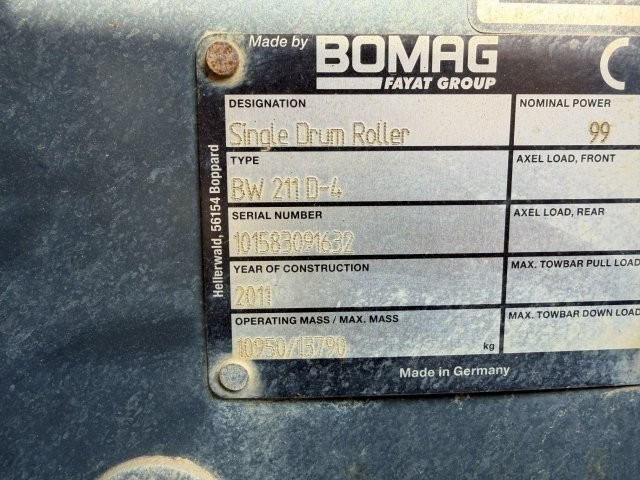 Made by BOMAG
FAYAT GROUP
Hellerwald, 56154 Boppard
DESIGNATION
Single Drum Roller
NOMINAL POWER
99
TYPE
BW 211 D-4
AXEL LOAD, FRONT
SERIAL NUMBER
101583091632
AXEL LOAD, REAR
YEAR OF CONSTRUCTION
2011
MAX. TOWBAR PULL LOAD
OPERATING MASS / MAX. MASS
10950/13790 kg
MAX. TOWBAR DOWN LOAD
Made in Germany